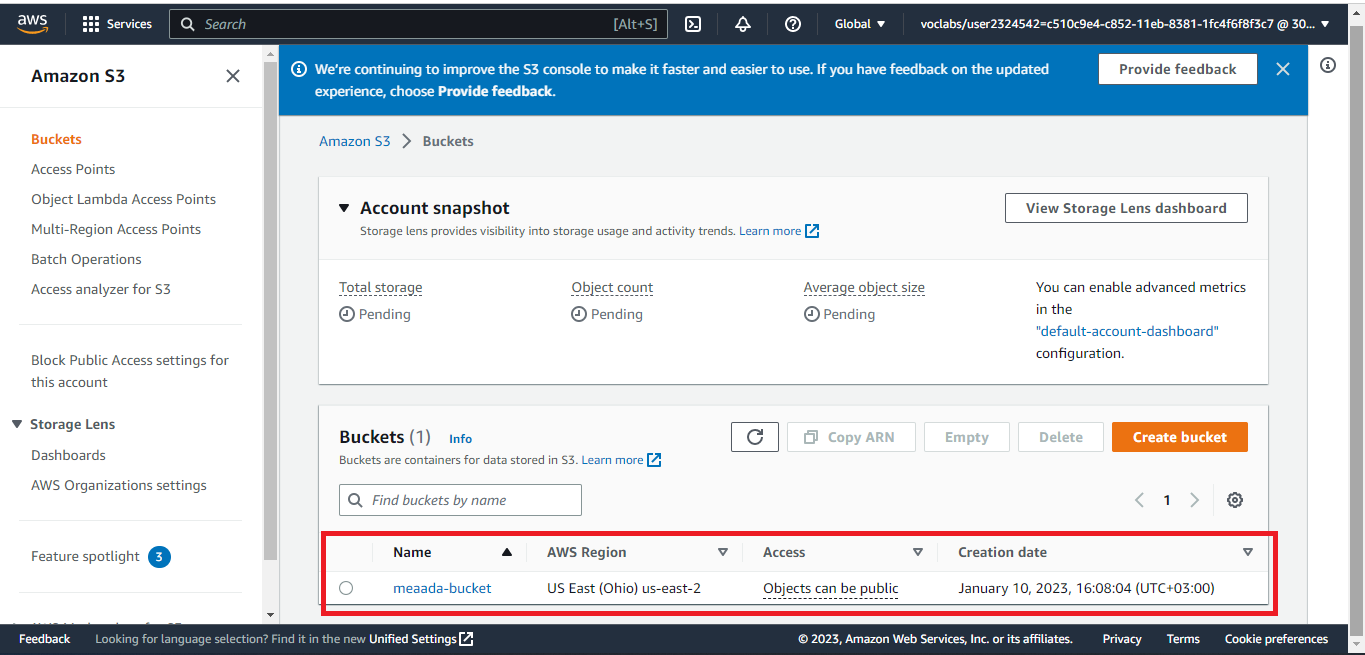 aws
Services
Search
[Alt+S]
Global
voclabs/user2324542=c510c9e4-c852-11eb-8381-1fc4f6f8f3c7 @ 30...
Amazon S3
Buckets
Access Points
Object Lambda Access Points
Multi-Region Access Points
Batch Operations
Access analyzer for S3
Block Public Access settings for
this account
Storage Lens
Dashboards
AWS Organizations settings
Feature spotlight 3
We're continuing to improve the S3 console to make it faster and easier to use. If you have feedback on the updated
experience, choose Provide feedback.
Provide feedback
Amazon S3 Buckets
Account snapshot
Storage lens provides visibility into storage usage and activity trends. Learn more
View Storage Lens dashboard
Total storage
Pending
Object count
Pending
Average object size
Pending
You can enable advanced metrics
in the
"default-account-dashboard"
configuration.
Buckets (1) Info
Buckets are containers for data stored in S3. Learn more
Copy ARN
Empty
Delete
Create bucket
Find buckets by name
1
Name AWS Region Access Creation date
meaada-bucket US East (Ohio) us-east-2 Objects can be public January 10, 2023, 16:08:04 (UTC+03:00)
Feedback Looking for language selection? Find it in the new Unified Settings
© 2023, Amazon Web Services, Inc. or its affiliates. Privacy Terms Cookie preferences